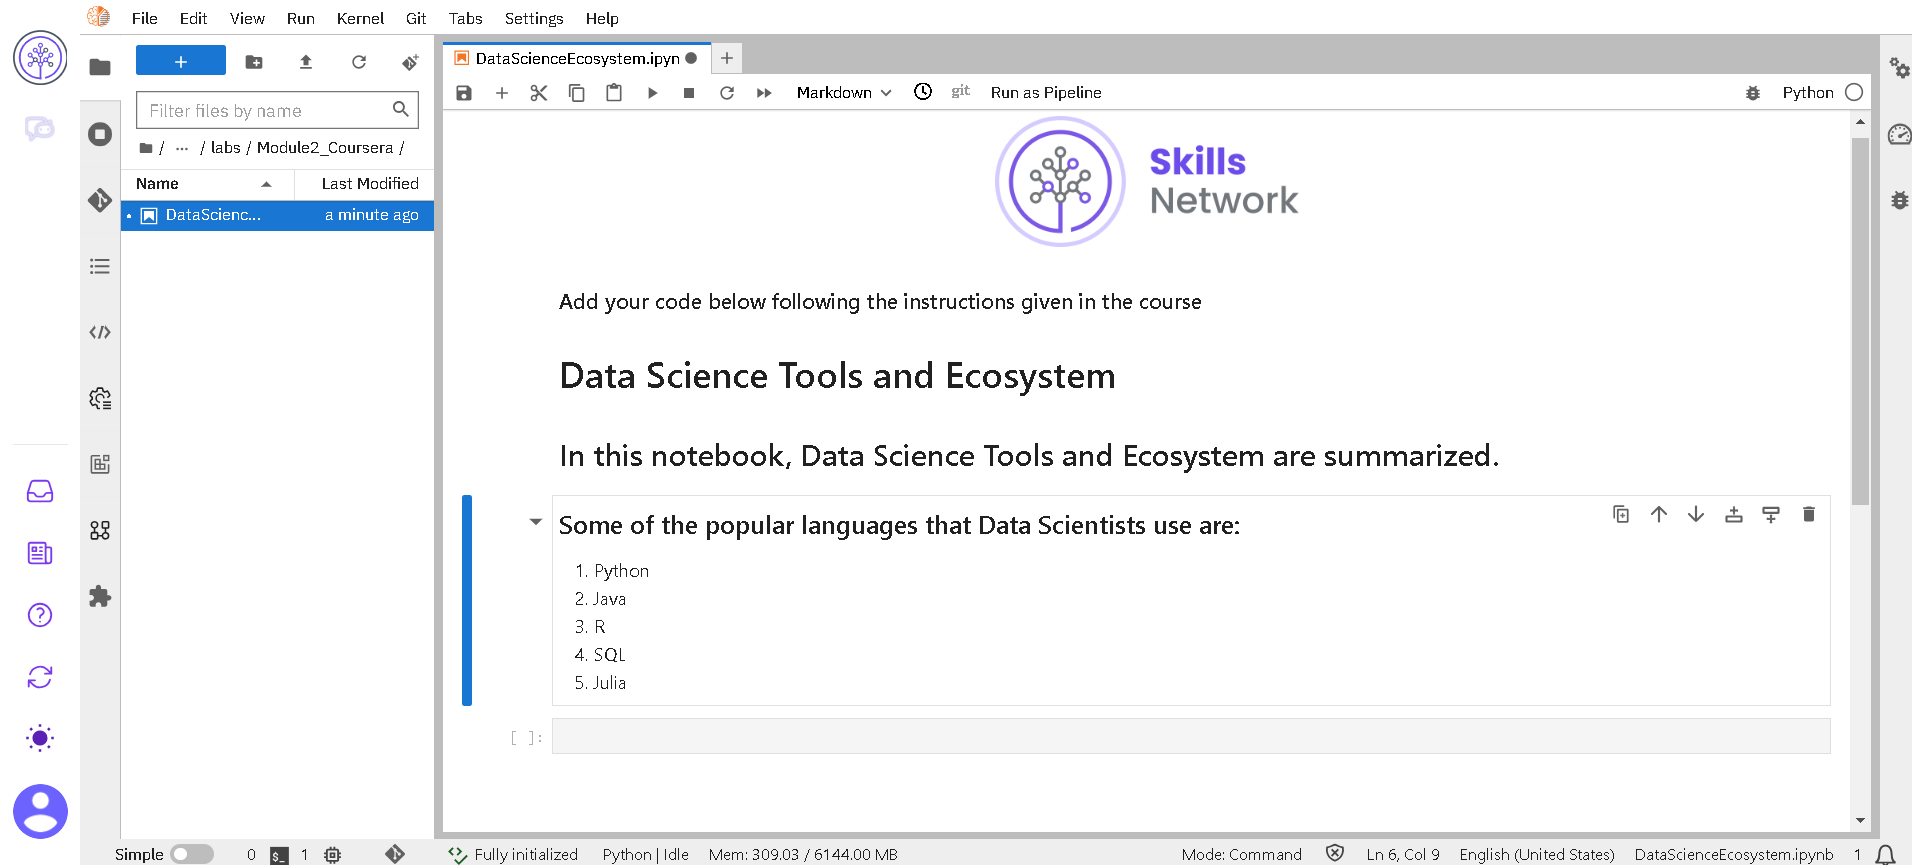 File Edit View Run Kernel Git Tabs Settings Help
DataScienceEcosystem.ipyn
Filter files by name
/ ... / labs / Module2_Coursera /
Name Last Modified
DataScienc... a minute ago
Markdown git Run as Pipeline Python
Skills
Network
Add your code below following the instructions given in the course
Data Science Tools and Ecosystem
In this notebook, Data Science Tools and Ecosystem are summarized.
Some of the popular languages that Data Scientists use are:
1. Python
2. Java
3. R
4. SQL
5. Julia
[ ]:
Simple 0 $_ 1 Fully initialized Python | Idle Mem: 309.03 / 6144.00 MB Mode: Command Ln 6, Col 9 English (United States) DataScienceEcosystem.ipynb 1